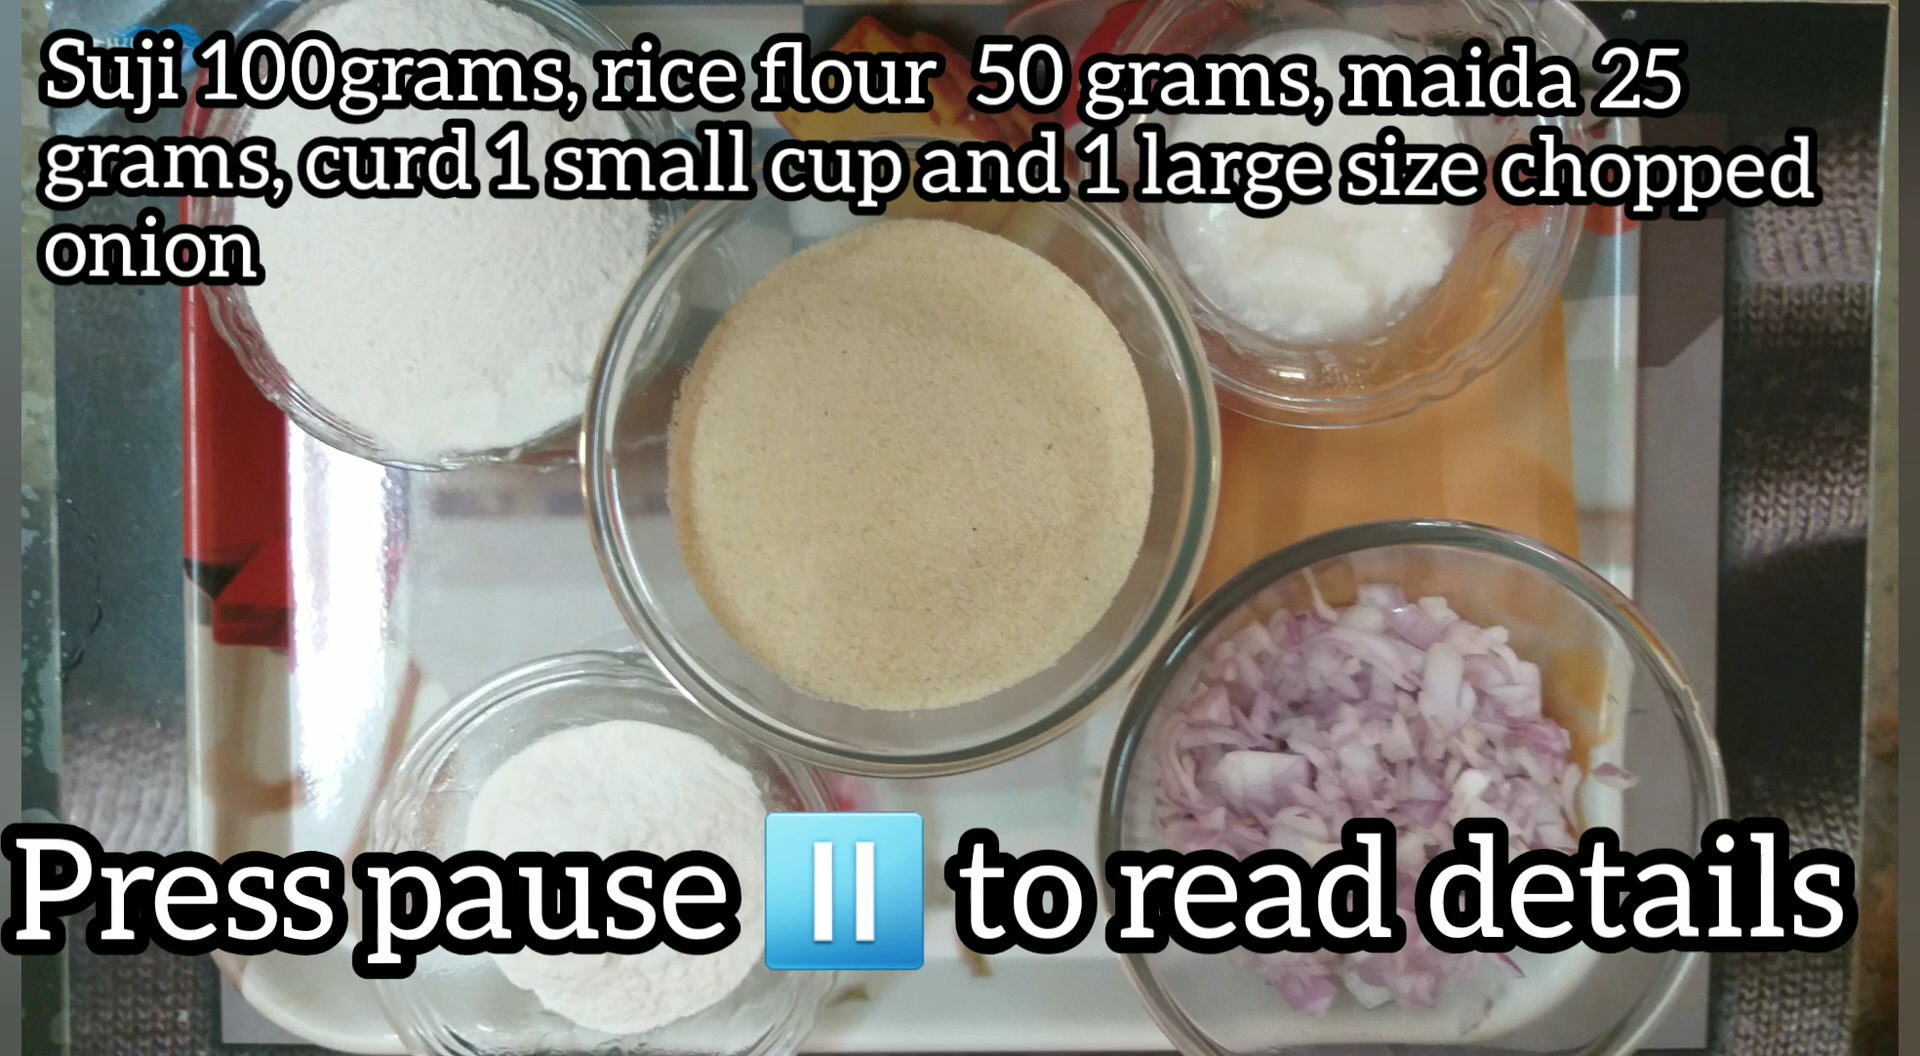 Suji 100grams, rice flour 50 grams, maida 25
grams, curd 1 small cup and 1 large size chopped
onion
Press pause ⏸ to read details